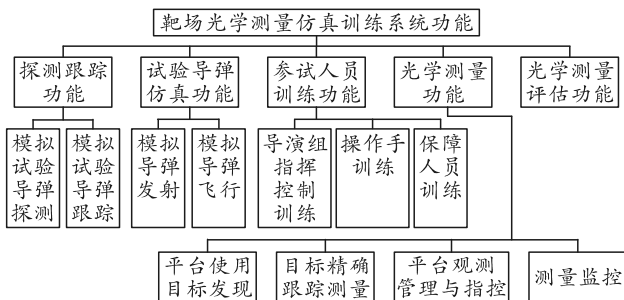 靶场光学测量仿真训练系统功能
探测跟踪
功能
试验导弹
仿真功能
参试人员
训练功能
光学测量
功能
光学测量
评估功能
模拟
试验
导弹
探测
模拟
试验
导弹
跟踪
模拟
导弹
发射
模拟
导弹
飞行
导演组
指挥
控制
训练
操作手
训练
保障
人员
训练
平台使用
目标发现
目标精确
跟踪测量
平台观测
管理与指控
测量监控